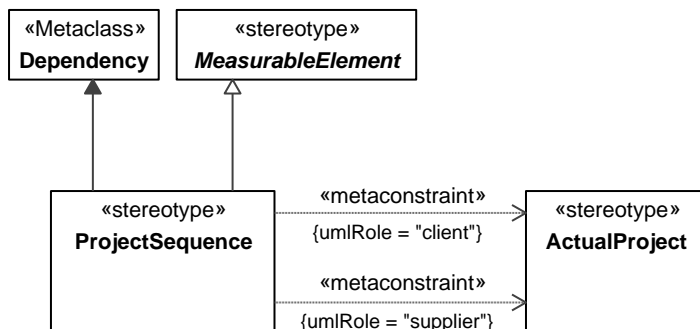 «Metaclass»
Dependency
«stereotype»
MeasurableElement
«stereotype»
ProjectSequence
«metaconstraint»
{umlRole = "client"}
«metaconstraint»
{umlRole = "supplier"}
«stereotype»
ActualProject